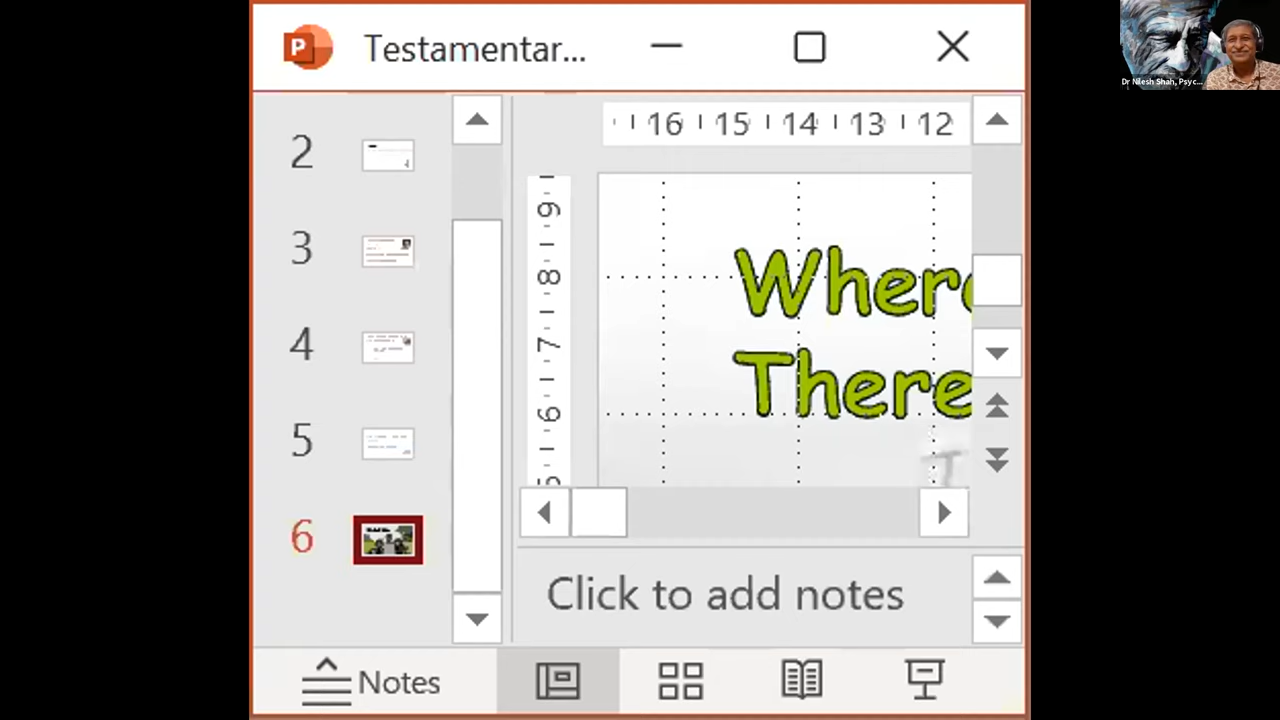 P Testamentar...
Dr Nilesh Shah, Psyc...
16 15 14 13 12
2
3
4
5
6
9
8
7
6
5
Where
There
Click to add notes
Notes